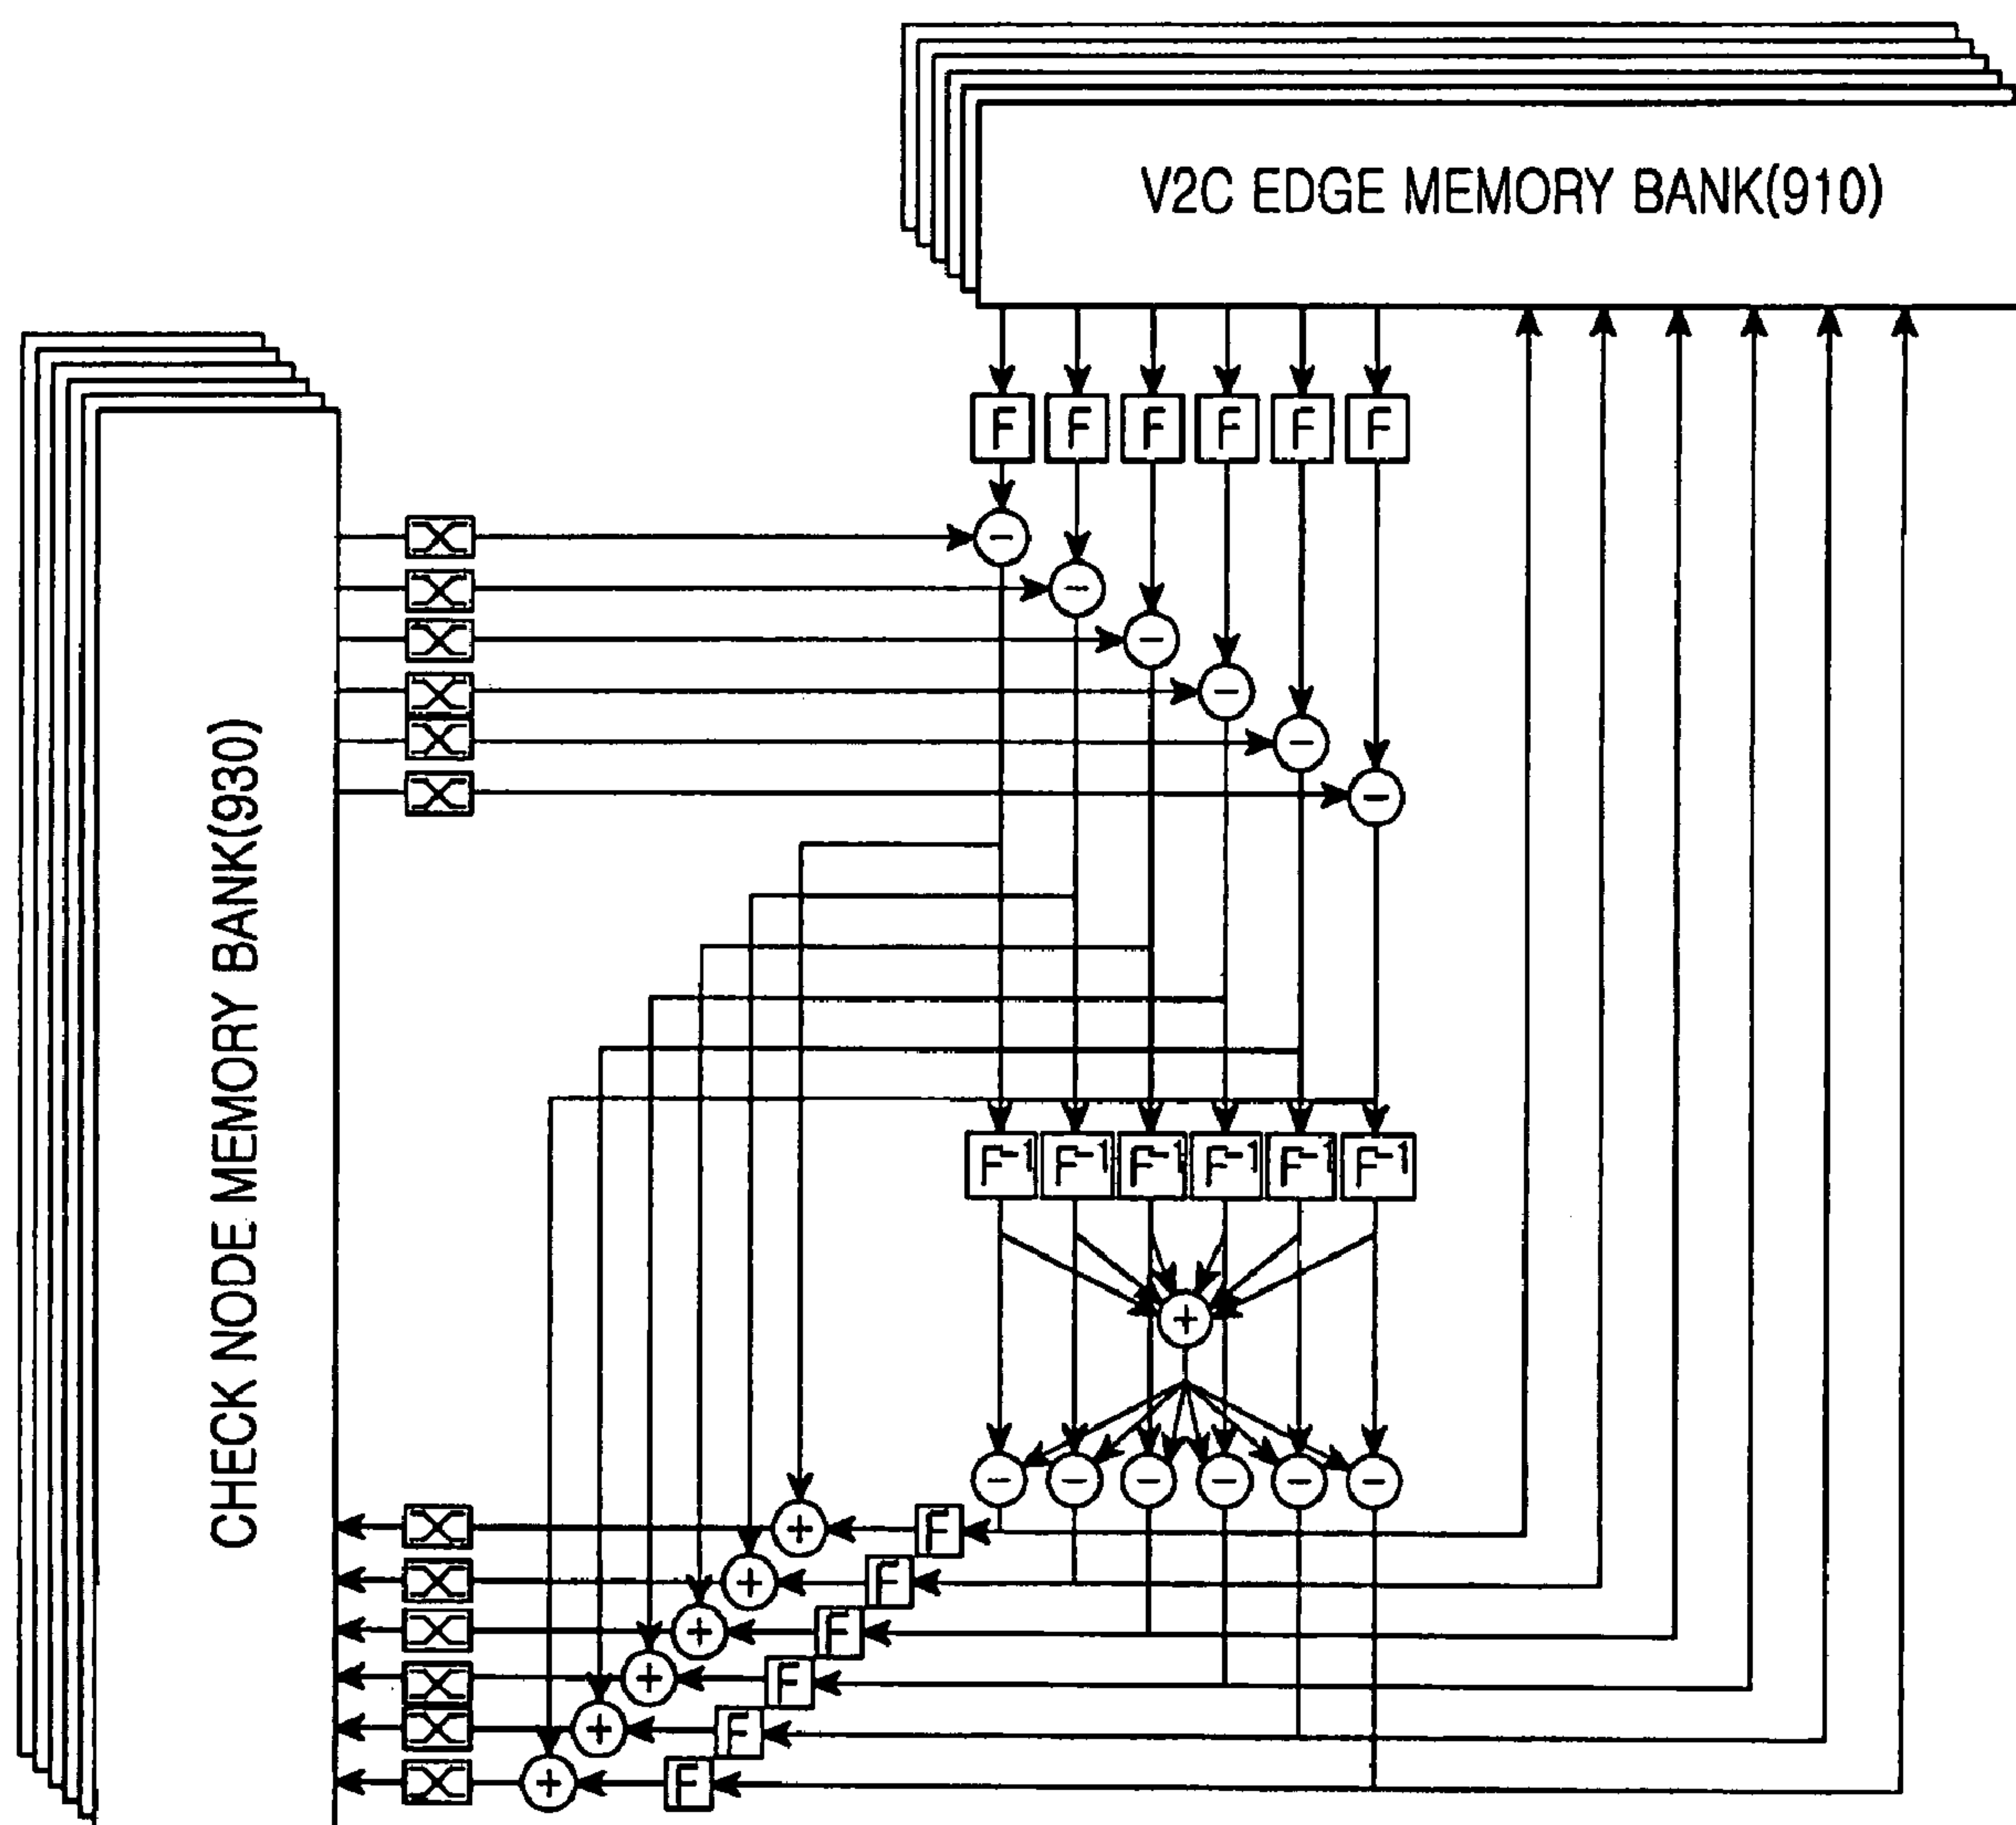 V2C EDGE MEMORY BANK(910)
F F F F F F
- - - - - -
CHECK NODE MEMORY BANK(930)
F-1 F-1 F-1 F-1 F-1 F-1
+
- - - - - -
+ F
+ F
+ F
+ F
+ F
+ F